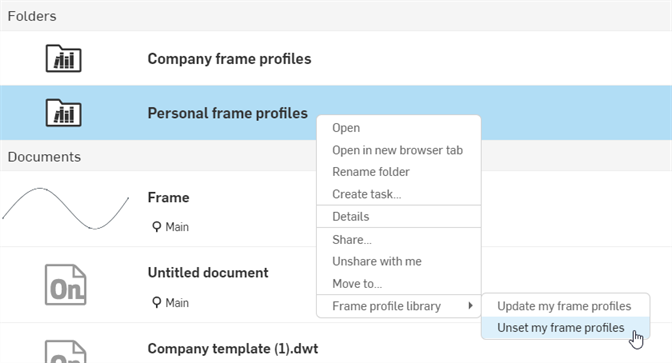 Folders
Company frame profiles
Personal frame profiles
Open
Open in new browser tab
Rename folder
Create task...
Details
Share...
Unshare with me
Move to...
Frame profile library
Update my frame profiles
Unset my frame profiles
Documents
Frame
Main
On
Untitled document
Main
On
Company template (1).dwt